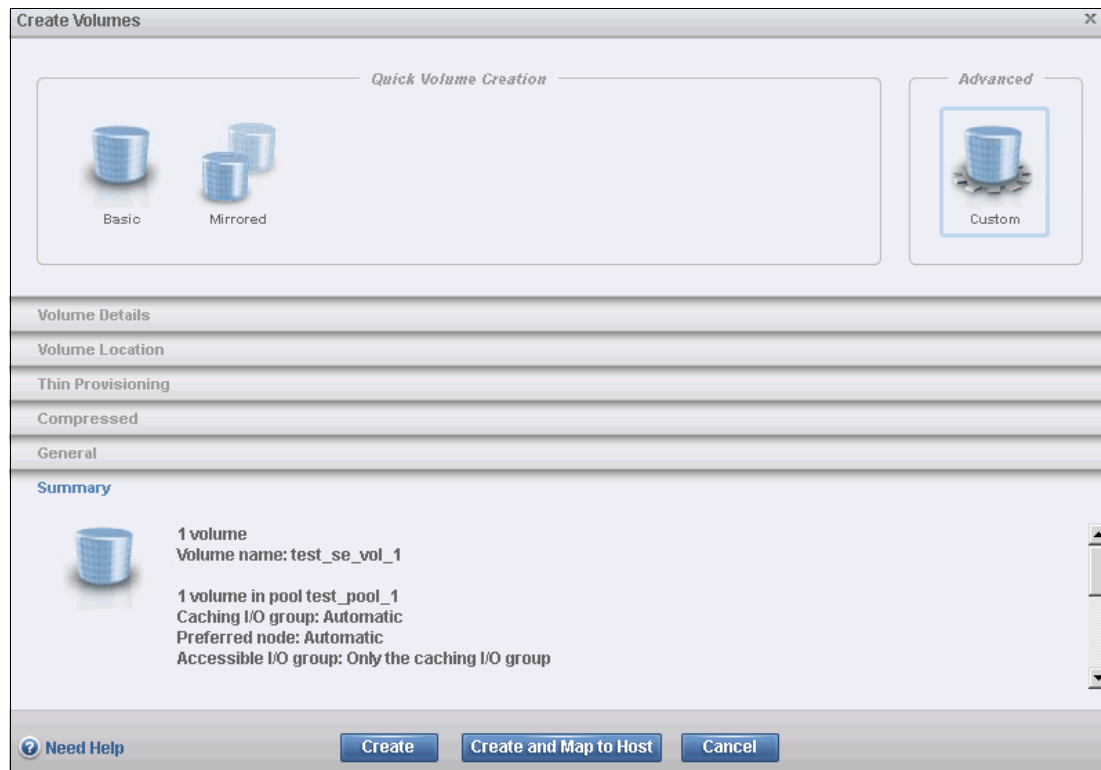 Create Volumes
x
Quick Volume Creation
Advanced
Basic
Mirrored
Custom
Volume Details
Volume Location
Thin Provisioning
Compressed
General
Summary
1 volume
Volume name: test_se_vol_1
1 volume in pool test_pool_1
Caching I/O group: Automatic
Preferred node: Automatic
Accessible I/O group: Only the caching I/O group
? Need Help
Create
Create and Map to Host
Cancel